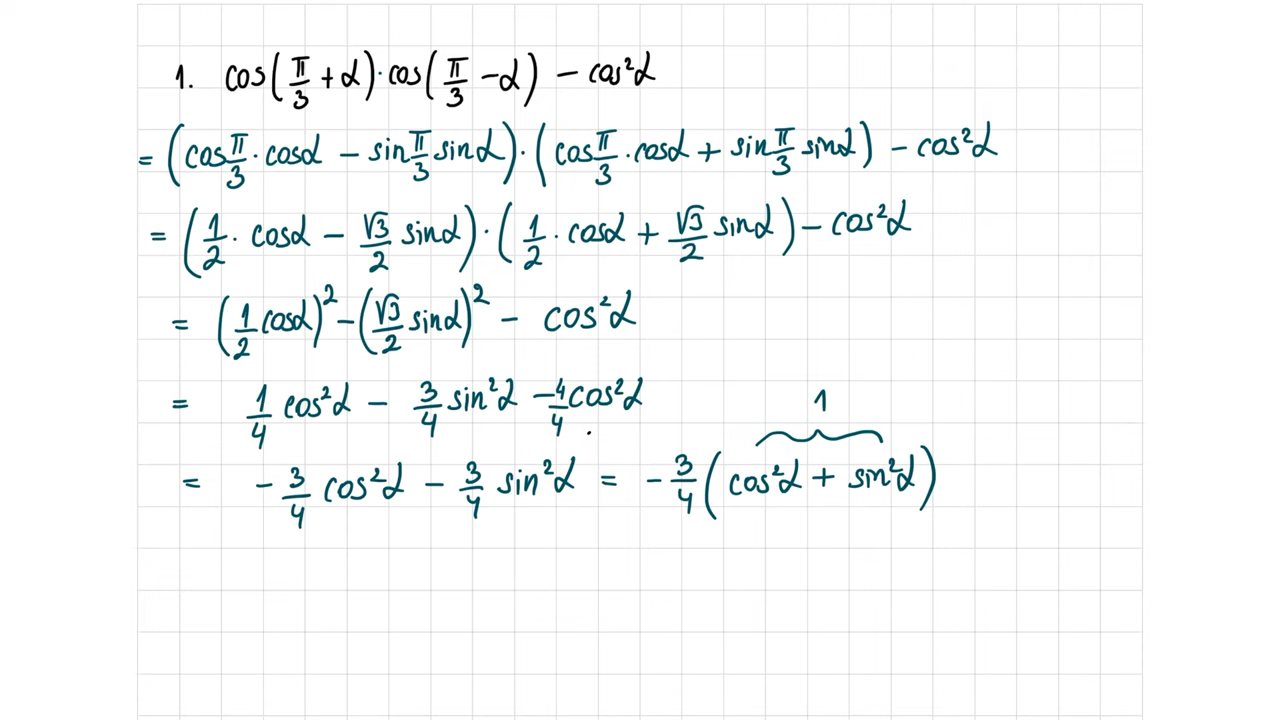 1. cos(π/3 + α)·cos(π/3 − α) − cos²α
= (cos π/3 · cosα − sin π/3 sinα)·(cos π/3 · cosα + sin π/3 sinα) − cos²α
= (1/2 · cosα − √3/2 sinα)·(1/2 · cosα + √3/2 sinα) − cos²α
= (1/2 cosα)² − (√3/2 sinα)² − cos²α
= 1/4 cos²α − 3/4 sin²α − 4/4 cos²α
1
= − 3/4 cos²α − 3/4 sin²α = − 3/4 (cos²α + sin²α)